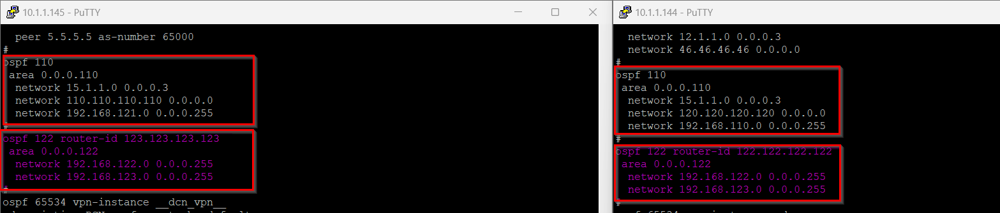 10.1.1.145 - PuTTY
peer 5.5.5.5 as-number 65000
#
ospf 110
area 0.0.0.110
network 15.1.1.0 0.0.0.3
network 110.110.110.110 0.0.0.0
network 192.168.121.0 0.0.0.255
#
ospf 122 router-id 123.123.123.123
area 0.0.0.122
network 192.168.122.0 0.0.0.255
network 192.168.123.0 0.0.0.255
#
ospf 65534 vpn-instance __dcn_vpn__
10.1.1.144 - PuTTY
network 12.1.1.0 0.0.0.3
network 46.46.46.46 0.0.0.0
#
ospf 110
area 0.0.0.110
network 15.1.1.0 0.0.0.3
network 120.120.120.120 0.0.0.0
network 192.168.110.0 0.0.0.255
#
ospf 122 router-id 122.122.122.122
area 0.0.0.122
network 192.168.122.0 0.0.0.255
network 192.168.123.0 0.0.0.255
#